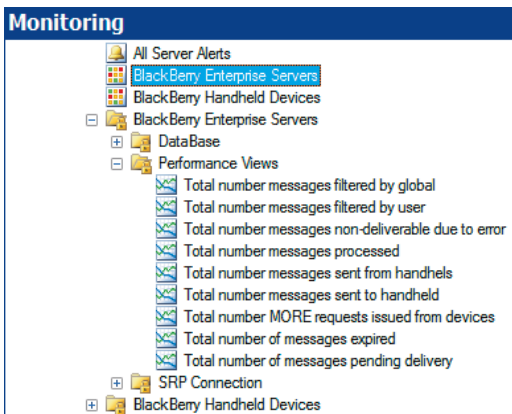 Monitoring
All Server Alerts
BlackBerry Enterprise Servers
BlackBerry Handheld Devices
BlackBerry Enterprise Servers
DataBase
Performance Views
Total number messages filtered by global
Total number messages filtered by user
Total number messages non-deliverable due to error
Total number messages processed
Total number messages sent from handhels
Total number messages sent to handheld
Total number MORE requests issued from devices
Total number of messages expired
Total number of messages pending delivery
SRP Connection
BlackBerry Handheld Devices